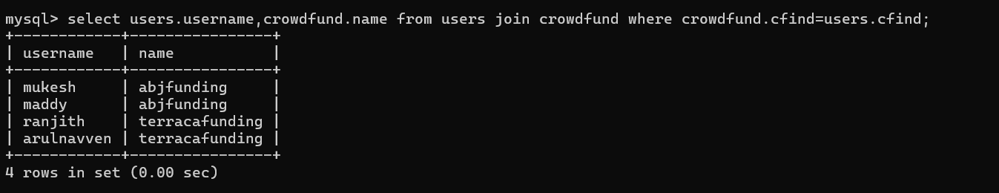 mysql> select users.username,crowdfund.name from users join crowdfund where crowdfund.cfind=users.cfind;
+------------+----------------+
| username   | name           |
+------------+----------------+
| mukesh     | abjfunding     |
| maddy      | abjfunding     |
| ranjith    | terracafunding |
| arulnavven | terracafunding |
+------------+----------------+
4 rows in set (0.00 sec)